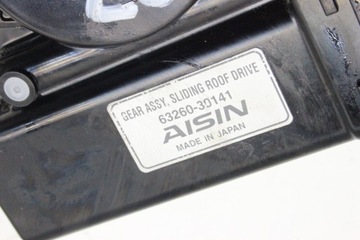 GEAR ASSY. SLIDING ROOF DRIVE
63260-30141
AISIN
MADE IN JAPAN